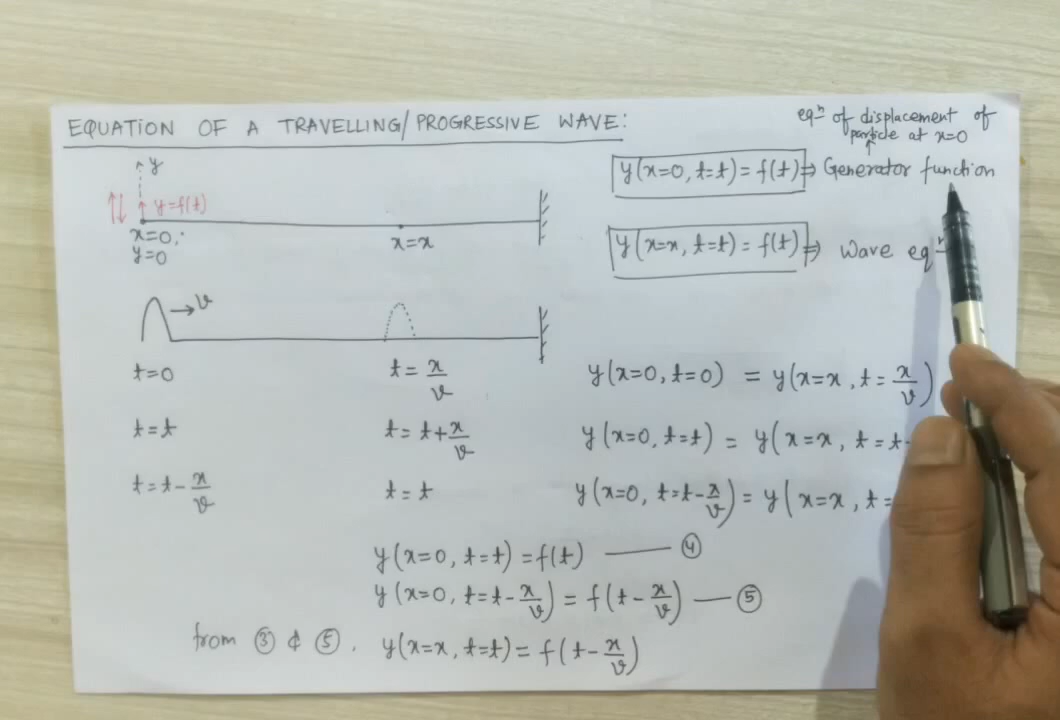 EQUATION OF A TRAVELLING/PROGRESSIVE WAVE:
eqⁿ of displacement of
particle at x=0
y
y(x=0, t=t) = f(t) ⇒ Generator function
↑↓ y=f(t)
x=0,
y=0
x=x
y(x=x, t=t) = f(t) ⇒ Wave eqⁿ
→v
t=0
t = x/v
y(x=0, t=0) = y(x=x, t = x/v)
t=t
t = t+x/v
y(x=0, t=t) = y(x=x, t = t
t=t-x/v
t = t
y(x=0, t=t-x/v) = y(x=x, t =
y(x=0, t=t) = f(t) — ④
y(x=0, t=t-x/v) = f(t-x/v) — ⑤
from ③ & ⑤, y(x=x, t=t) = f(t-x/v)